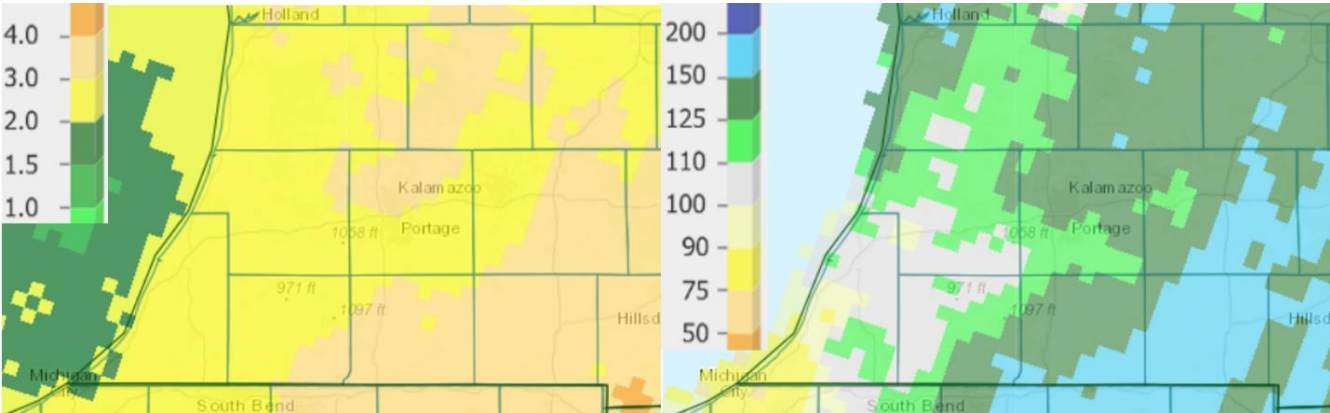 Holland
4.0
3.0
2.0
1.5
1.0
Kalamazoo
1058 ft
Portage
971 ft
1097 ft
Hillsd
Michigan
City
South Bend
Holland
200
150
125
110
100
90
75
50
Kalamazoo
1058 ft
Portage
971 ft
1097 ft
Hillsd
Michigan
City
South Bend